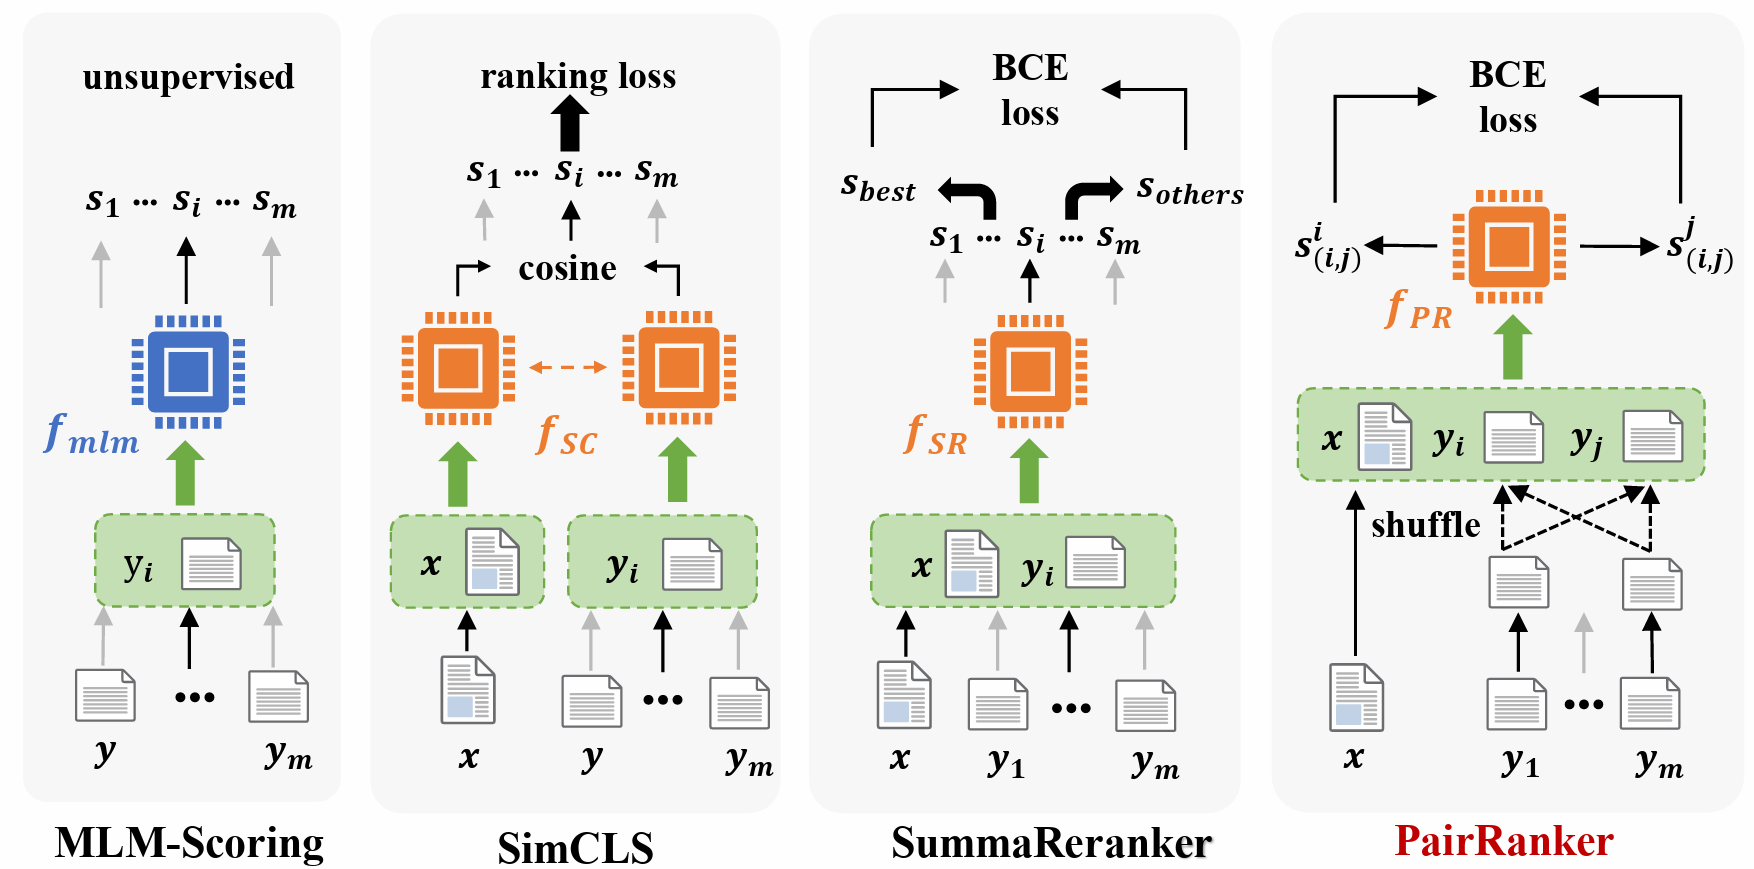 unsupervised
s1 ... si ... sm
fmlm
yi
...
y
ym
MLM-Scoring
ranking loss
s1 ... si ... sm
cosine
fSC
x
yi
...
x
y
ym
SimCLS
BCE
loss
sbest
sothers
s1 ... si ... sm
fSR
x
yi
...
x
y1
ym
SummaReranker
BCE
loss
s^i_(i,j)
s^j_(i,j)
fPR
x
yi
yj
shuffle
...
x
y1
ym
PairRanker